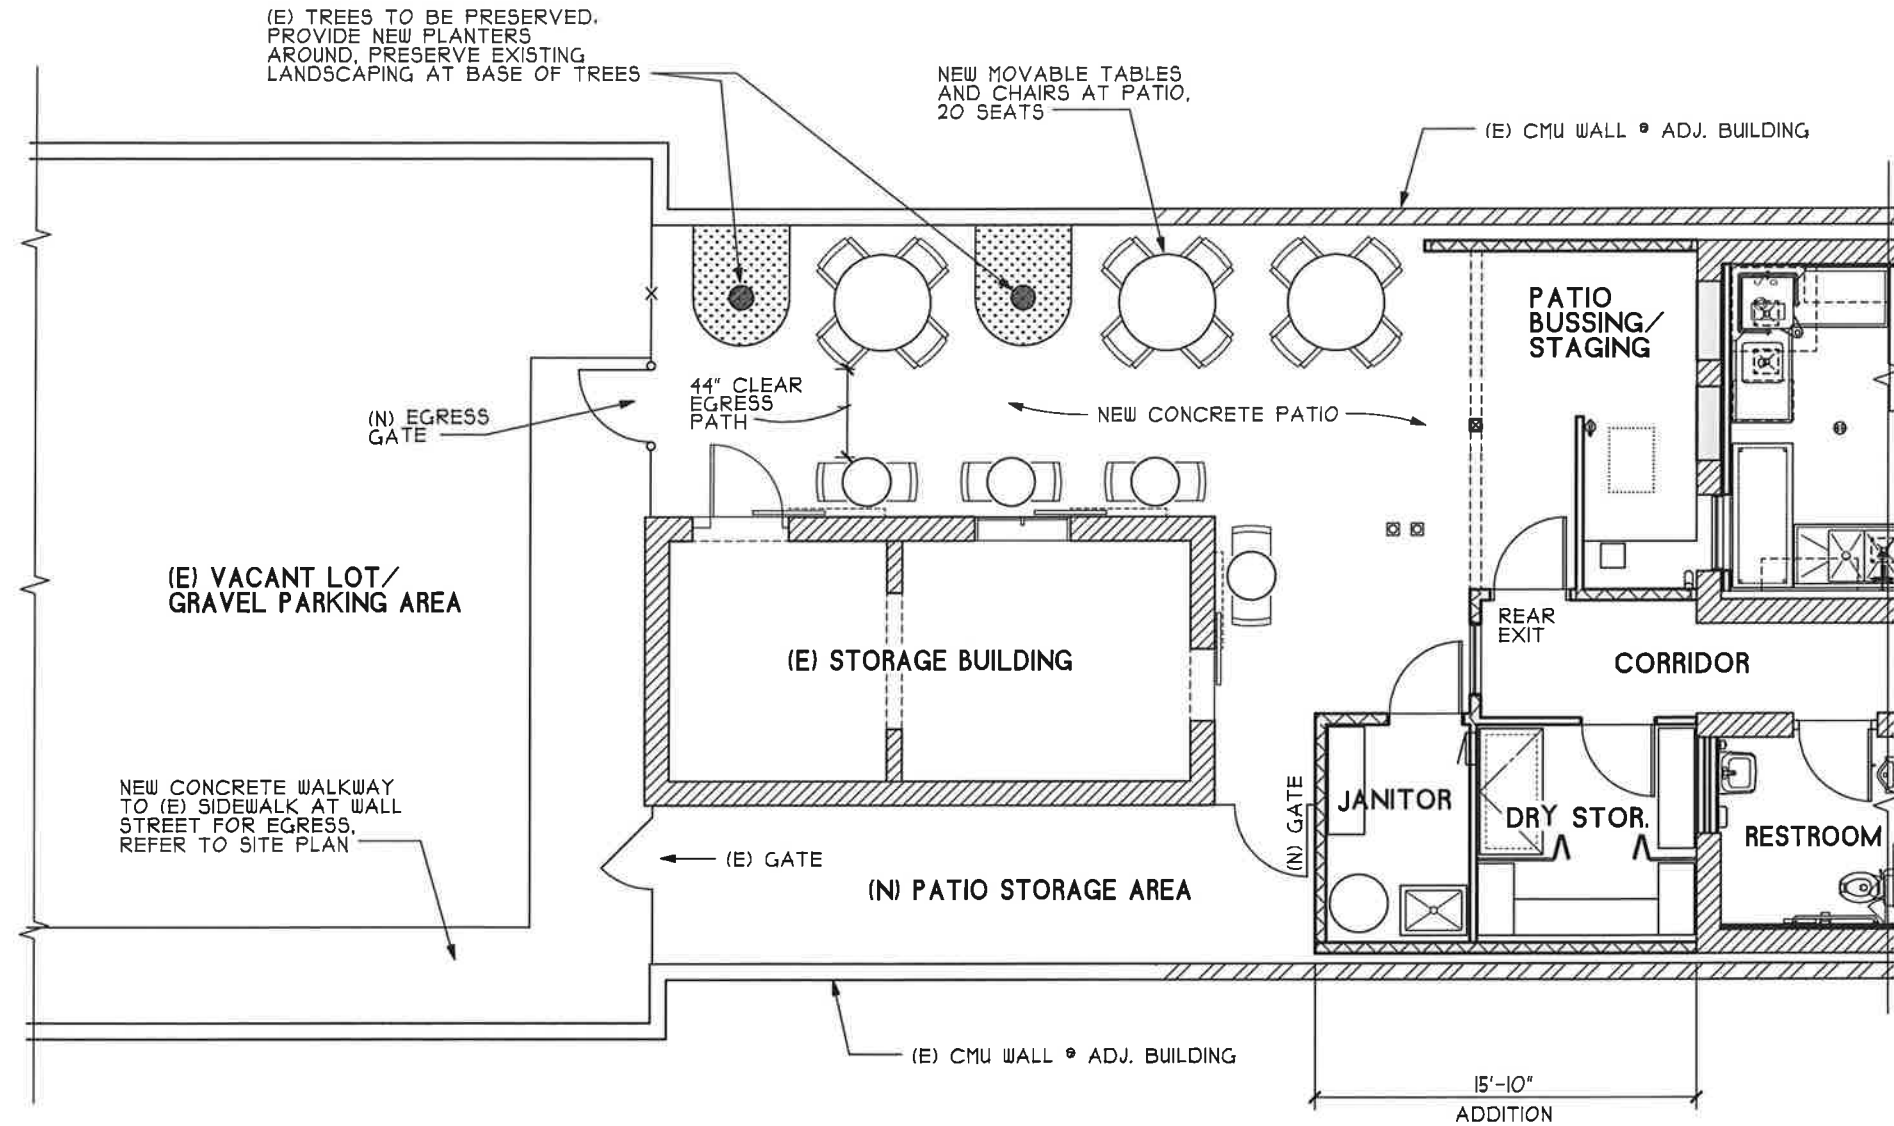 (E) TREES TO BE PRESERVED,
PROVIDE NEW PLANTERS
AROUND, PRESERVE EXISTING
LANDSCAPING AT BASE OF TREES
NEW MOVABLE TABLES
AND CHAIRS AT PATIO,
20 SEATS
(E) CMU WALL @ ADJ. BUILDING
PATIO
BUSSING/
STAGING
44" CLEAR
EGRESS
PATH
(N) EGRESS
GATE
NEW CONCRETE PATIO
(E) VACANT LOT/
GRAVEL PARKING AREA
REAR
EXIT
(E) STORAGE BUILDING
CORRIDOR
NEW CONCRETE WALKWAY
TO (E) SIDEWALK AT WALL
STREET FOR EGRESS,
REFER TO SITE PLAN
(N) GATE
JANITOR
DRY STOR.
RESTROOM
(E) GATE
(N) PATIO STORAGE AREA
(E) CMU WALL @ ADJ. BUILDING
15'-10"
ADDITION